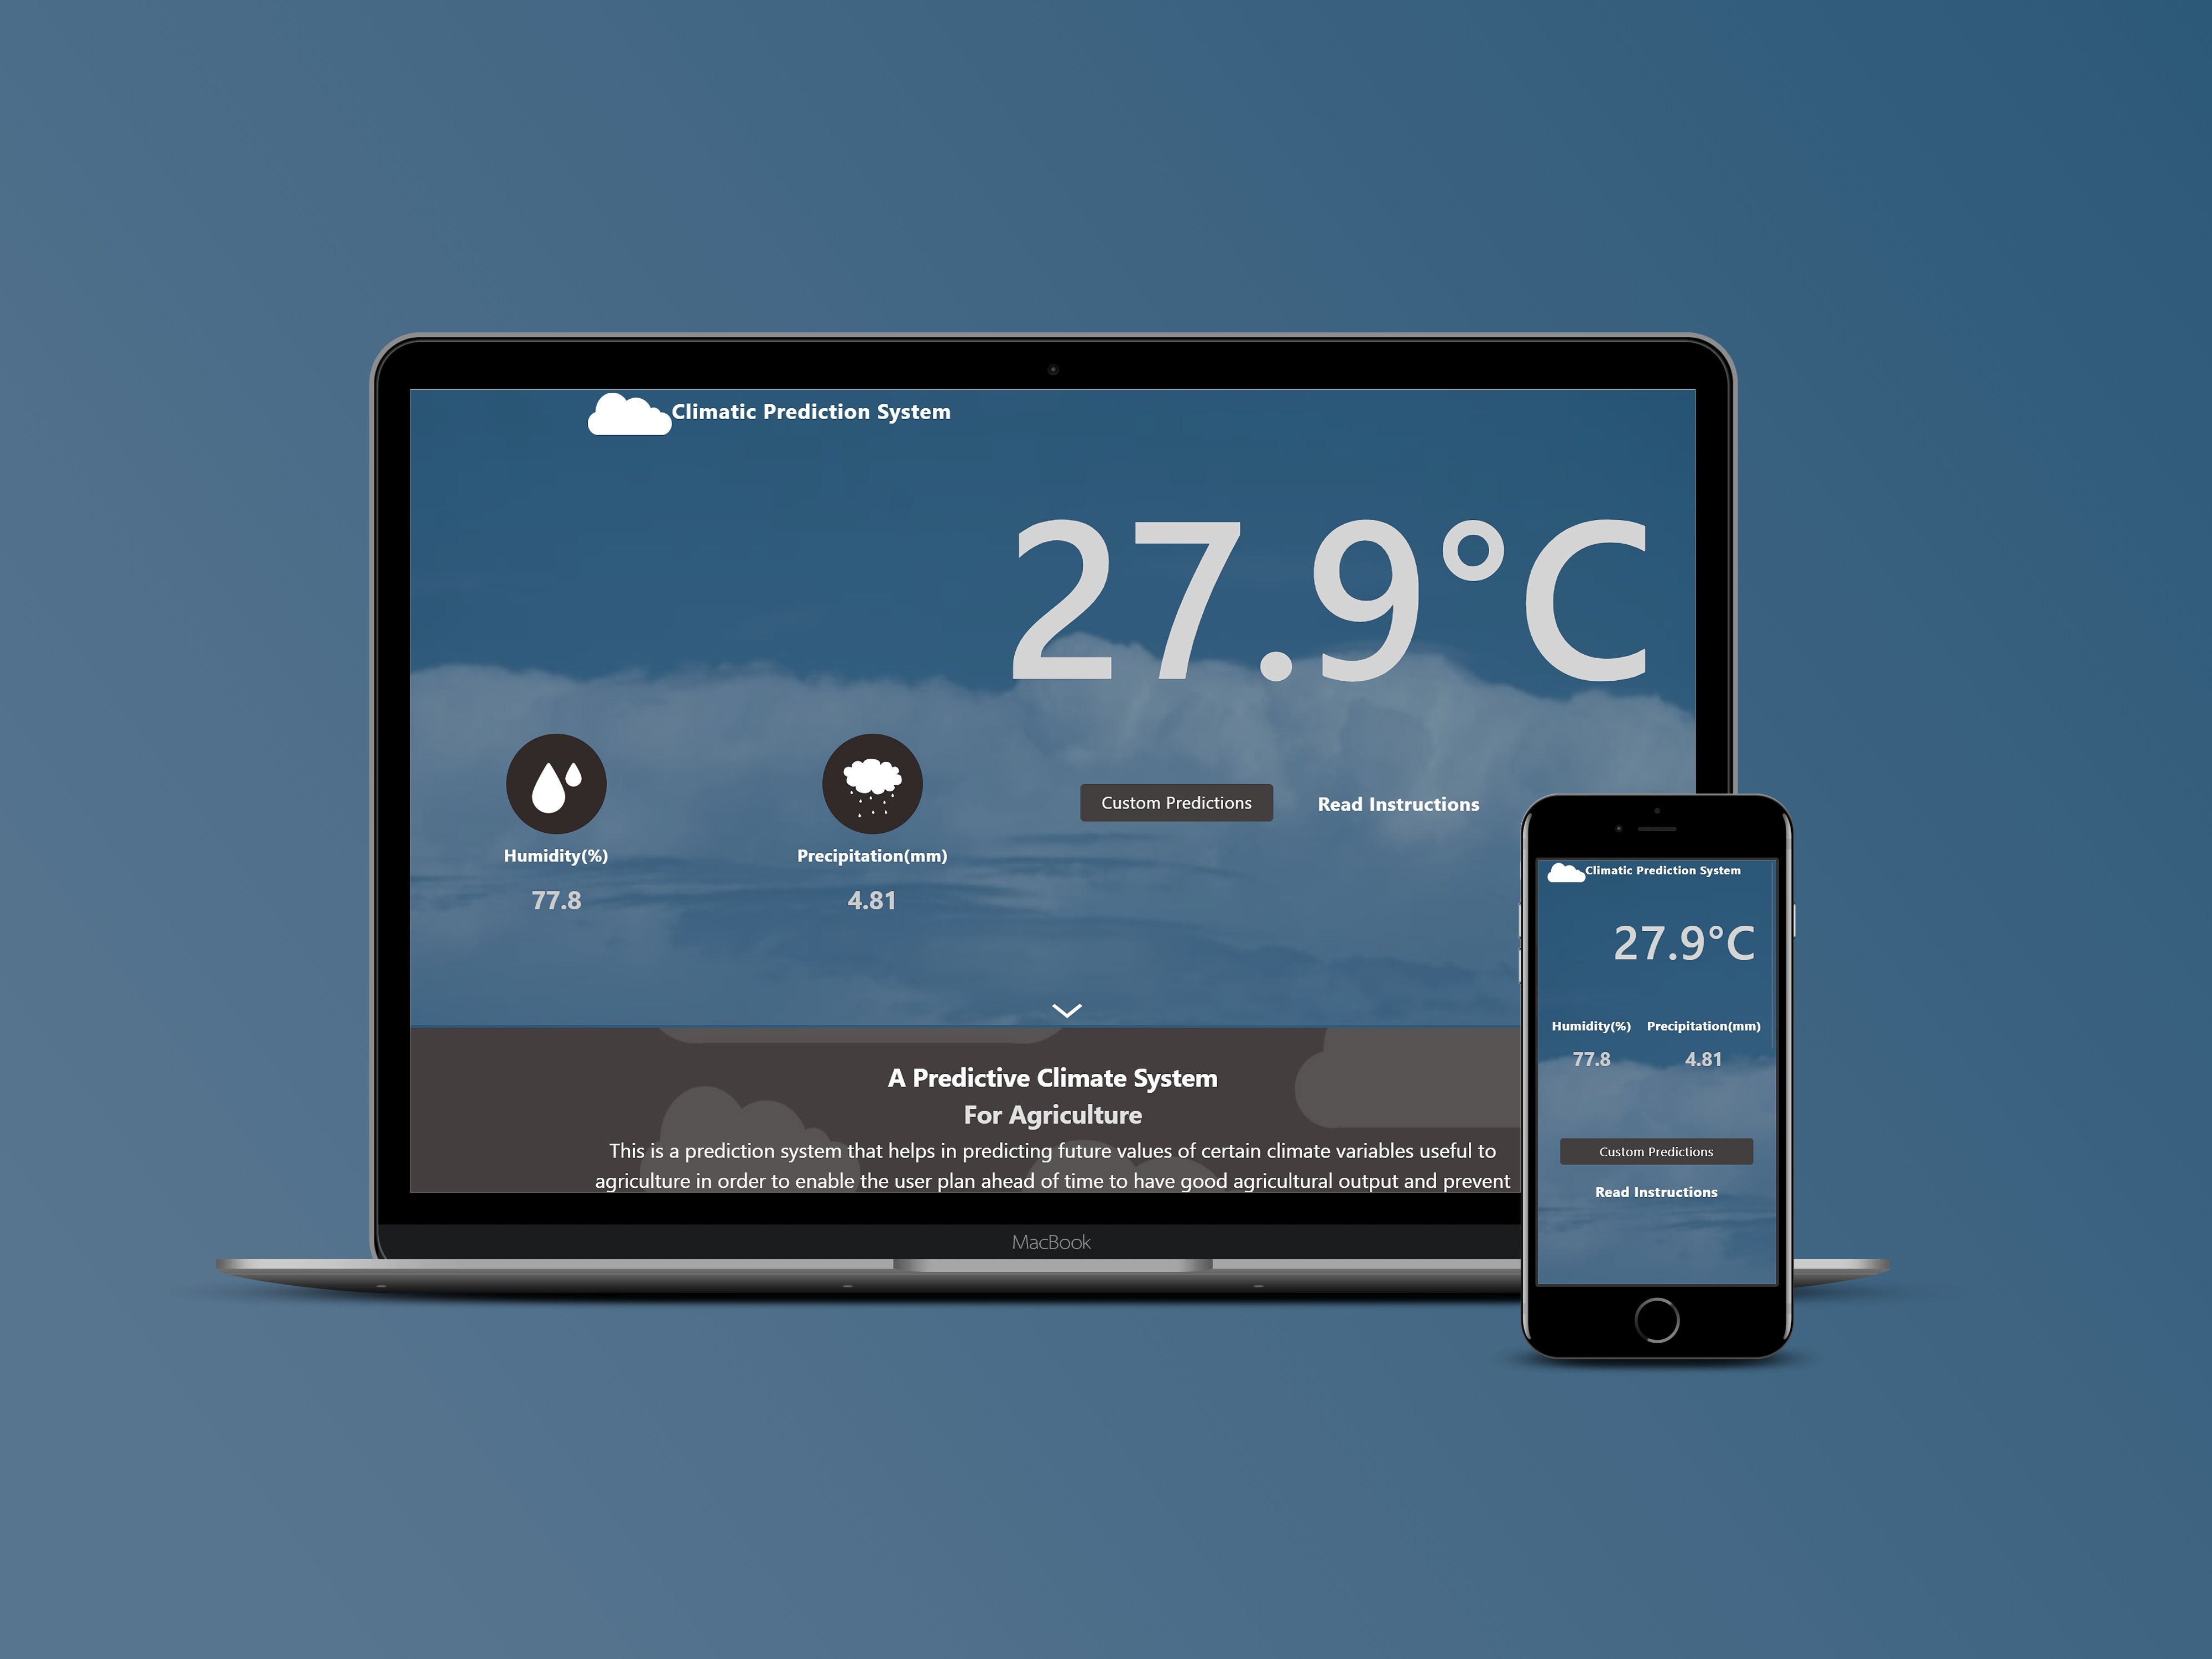 Climatic Prediction System
27.9°C
Custom Predictions
Read Instructions
Humidity(%)
Precipitation(mm)
77.8
4.81
A Predictive Climate System
For Agriculture
This is a prediction system that helps in predicting future values of certain climate variables useful to
agriculture in order to enable the user plan ahead of time to have good agricultural output and prevent
MacBook
Climatic Prediction System
27.9°C
Humidity(%)
Precipitation(mm)
77.8
4.81
Custom Predictions
Read Instructions